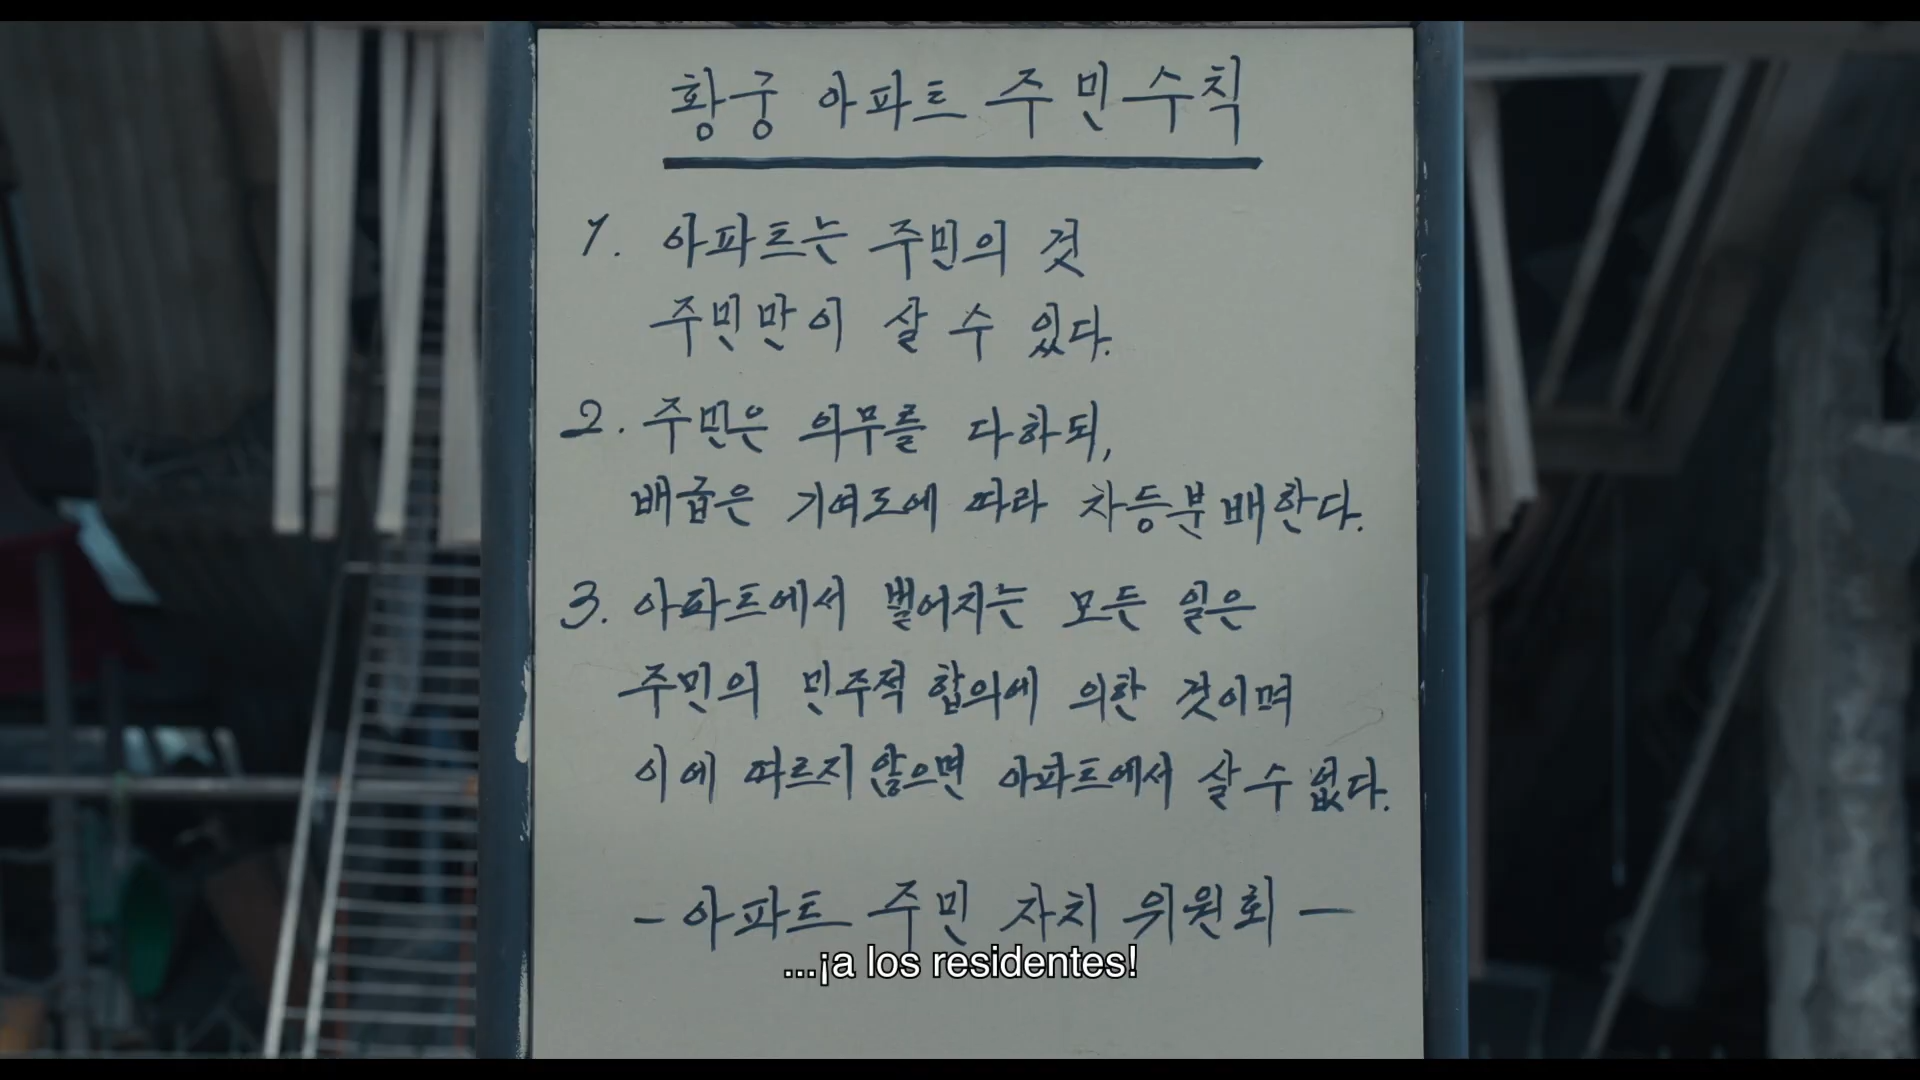 황궁 아파트 주민수칙
1. 아파트는 주민의 것
주민만이 살 수 있다.
2. 주민은 의무를 다하되,
배급은 기여도에 따라 차등분배한다.
3. 아파트에서 벌어지는 모든 일은
주민의 민주적 합의에 의한 것이며
이에 따르지 않으면 아파트에서 살 수 없다.
- 아파트 주민 자치 위원회 -
...¡a los residentes!